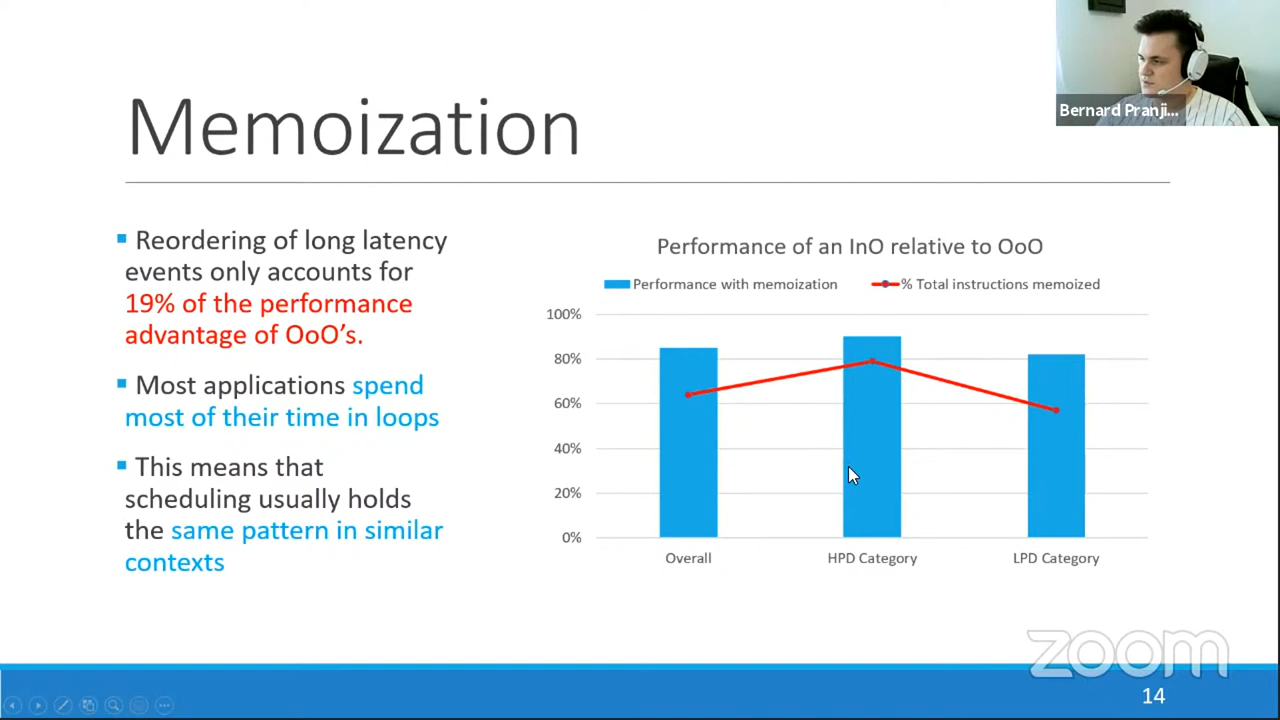 Bernard Pranji...
Memoization
Reordering of long latency
events only accounts for
19% of the performance
advantage of OoO's.
Most applications spend
most of their time in loops
This means that
scheduling usually holds
the same pattern in similar
contexts
Performance of an InO relative to OoO
Performance with memoization
% Total instructions memoized
100%
80%
60%
40%
20%
0%
Overall
HPD Category
LPD Category
zoom
14